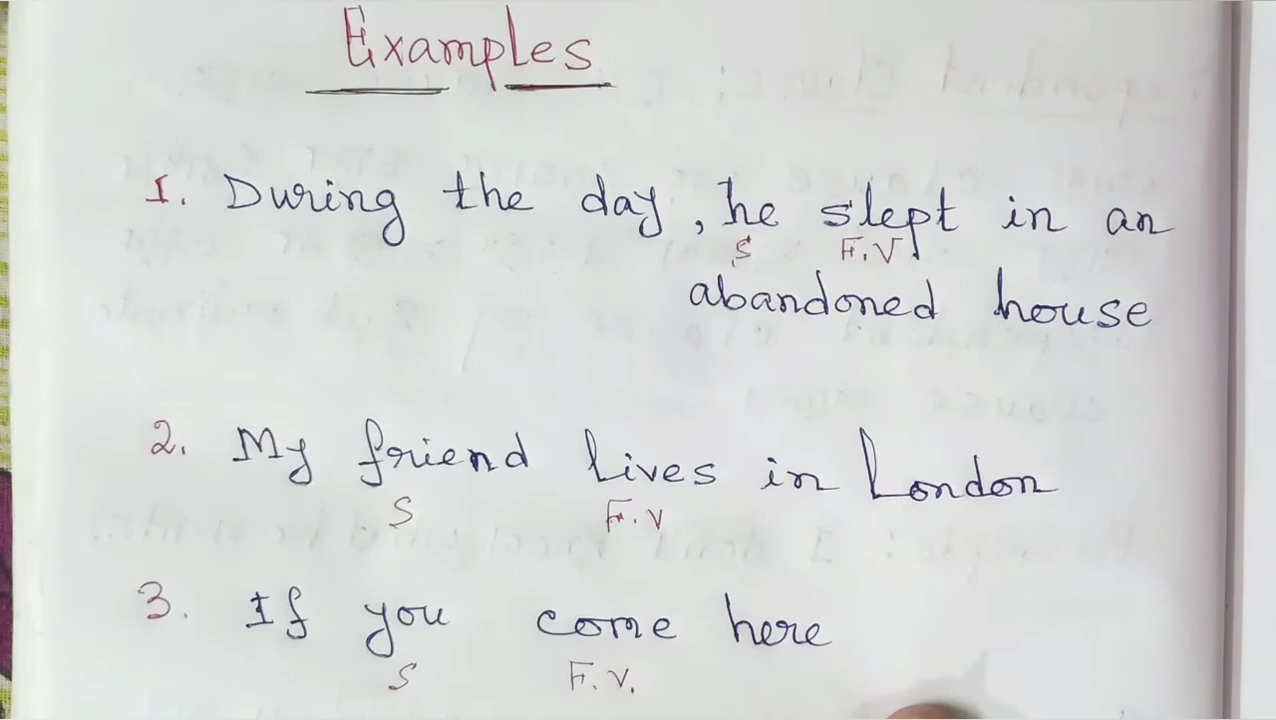 Examples
1. During the day, he slept in an
S F.V
abandoned house
2. My friend lives in London
S F.V
3. If you come here
S F.V.